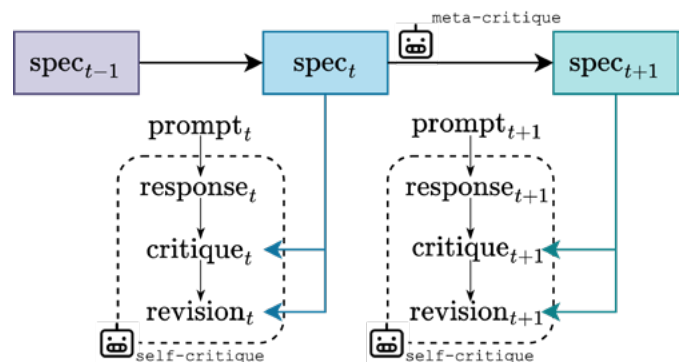 meta-critique
spec_{t-1} spec_t spec_{t+1}
prompt_t prompt_{t+1}
response_t response_{t+1}
critique_t critique_{t+1}
revision_t revision_{t+1}
self-critique self-critique